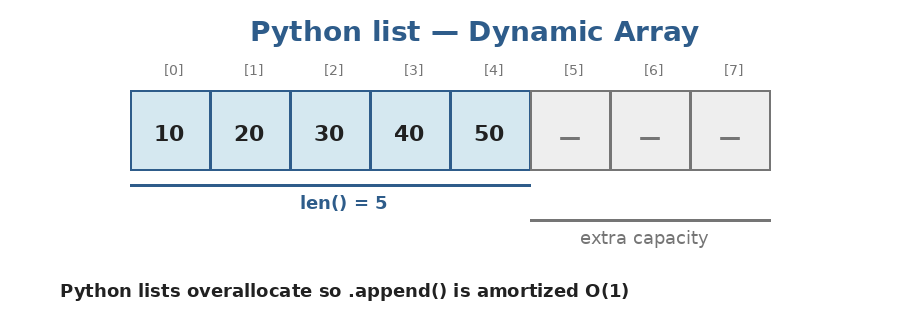 Python list — Dynamic Array
[0] [1] [2] [3] [4] [5] [6] [7]
10 20 30 40 50 — — —
len() = 5
extra capacity
Python lists overallocate so .append() is amortized O(1)